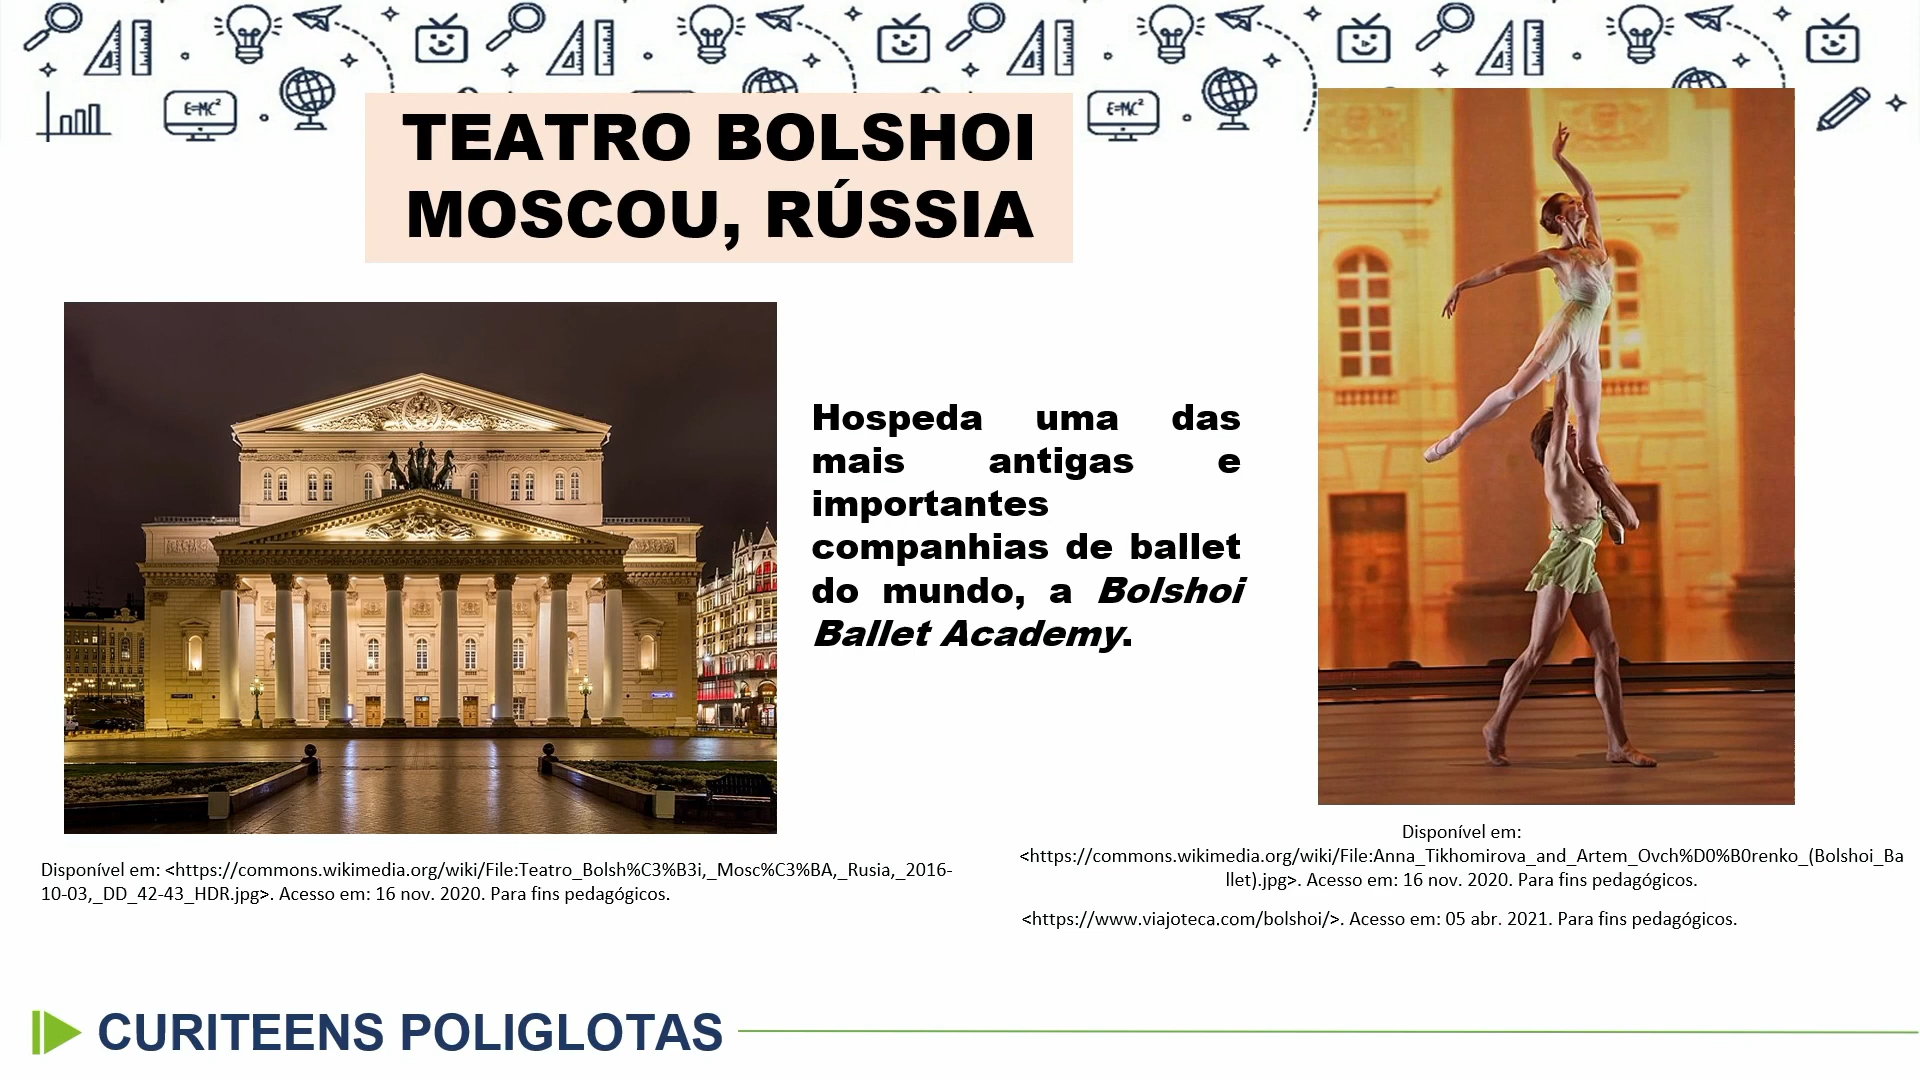 E=MC²
E=MC²
TEATRO BOLSHOI
MOSCOU, RÚSSIA
Hospeda uma das
mais antigas e
importantes
companhias de ballet
do mundo, a Bolshoi
Ballet Academy.
Disponível em: <https://commons.wikimedia.org/wiki/File:Teatro_Bolsh%C3%B3i,_Mosc%C3%BA,_Rusia,_2016-
10-03,_DD_42-43_HDR.jpg>. Acesso em: 16 nov. 2020. Para fins pedagógicos.
Disponível em:
<https://commons.wikimedia.org/wiki/File:Anna_Tikhomirova_and_Artem_Ovch%D0%B0renko_(Bolshoi_Ba
llet).jpg>. Acesso em: 16 nov. 2020. Para fins pedagógicos.
<https://www.viajoteca.com/bolshoi/>. Acesso em: 05 abr. 2021. Para fins pedagógicos.
CURITEENS POLIGLOTAS